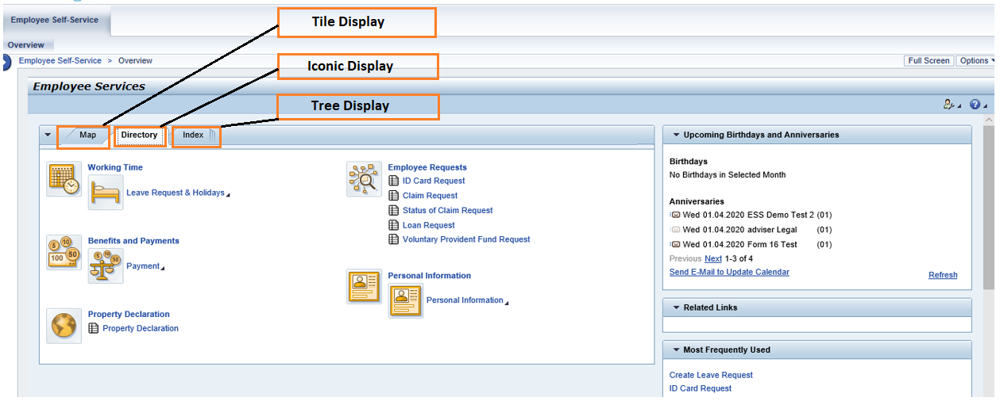 Employee Self-Service
Tile Display
Overview
Iconic Display
Employee Self-Service > Overview
Full Screen Options
Tree Display
Employee Services
Map Directory Index
Working Time
Leave Request & Holidays
Benefits and Payments
Payment
Property Declaration
Property Declaration
Employee Requests
ID Card Request
Claim Request
Status of Claim Request
Loan Request
Voluntary Provident Fund Request
Personal Information
Personal Information
Upcoming Birthdays and Anniversaries
Birthdays
No Birthdays in Selected Month
Anniversaries
Wed 01.04.2020 ESS Demo Test 2 (01)
Wed 01.04.2020 adviser Legal (01)
Wed 01.04.2020 Form 16 Test (01)
Previous Next 1-3 of 4
Send E-Mail to Update Calendar
Refresh
Related Links
Most Frequently Used
Create Leave Request
ID Card Request